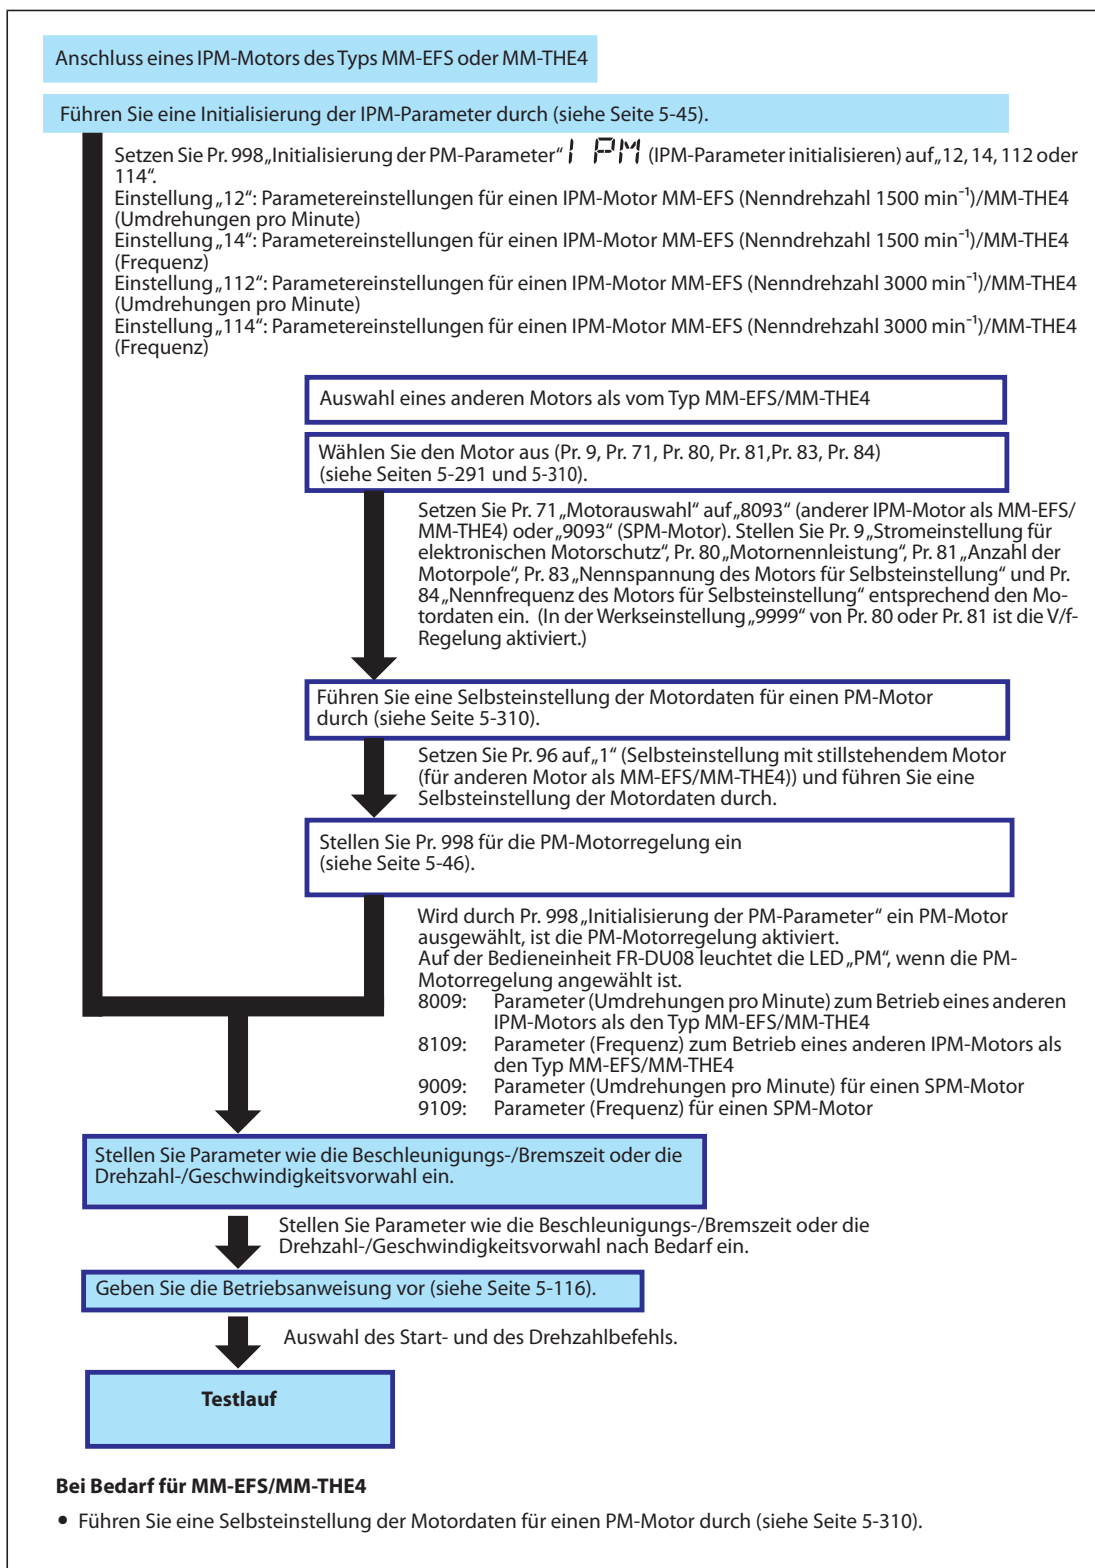 Anschluss eines IPM-Motors des Typs MM-EFS oder MM-THE4
Führen Sie eine Initialisierung der IPM-Parameter durch (siehe Seite 5-45).
Setzen Sie Pr. 998 „Initialisierung der PM-Parameter“ IPM (IPM-Parameter initialisieren) auf „12, 14, 112 oder
114“.
Einstellung „12“: Parametereinstellungen für einen IPM-Motor MM-EFS (Nenndrehzahl 1500 min⁻¹)/MM-THE4
(Umdrehungen pro Minute)
Einstellung „14“: Parametereinstellungen für einen IPM-Motor MM-EFS (Nenndrehzahl 1500 min⁻¹)/MM-THE4
(Frequenz)
Einstellung „112“: Parametereinstellungen für einen IPM-Motor MM-EFS (Nenndrehzahl 3000 min⁻¹)/MM-THE4
(Umdrehungen pro Minute)
Einstellung „114“: Parametereinstellungen für einen IPM-Motor MM-EFS (Nenndrehzahl 3000 min⁻¹)/MM-THE4
(Frequenz)
Auswahl eines anderen Motors als vom Typ MM-EFS/MM-THE4
Wählen Sie den Motor aus (Pr. 9, Pr. 71, Pr. 80, Pr. 81,Pr. 83, Pr. 84)
(siehe Seiten 5-291 und 5-310).
Setzen Sie Pr. 71 „Motorauswahl“ auf „8093“ (anderer IPM-Motor als MM-EFS/
MM-THE4) oder „9093“ (SPM-Motor). Stellen Sie Pr. 9 „Stromeinstellung für
elektronischen Motorschutz“, Pr. 80 „Motornennleistung“, Pr. 81 „Anzahl der
Motorpole“, Pr. 83 „Nennspannung des Motors für Selbsteinstellung“ und Pr.
84 „Nennfrequenz des Motors für Selbsteinstellung“ entsprechend den Mo-
tordaten ein. (In der Werkseinstellung „9999“ von Pr. 80 oder Pr. 81 ist die V/f-
Regelung aktiviert.)
Führen Sie eine Selbsteinstellung der Motordaten für einen PM-Motor
durch (siehe Seite 5-310).
Setzen Sie Pr. 96 auf „1“ (Selbsteinstellung mit stillstehendem Motor
(für anderen Motor als MM-EFS/MM-THE4)) und führen Sie eine
Selbsteinstellung der Motordaten durch.
Stellen Sie Pr. 998 für die PM-Motorregelung ein
(siehe Seite 5-46).
Wird durch Pr. 998 „Initialisierung der PM-Parameter“ ein PM-Motor
ausgewählt, ist die PM-Motorregelung aktiviert.
Auf der Bedieneinheit FR-DU08 leuchtet die LED „PM“, wenn die PM-
Motorregelung angewählt ist.
8009: Parameter (Umdrehungen pro Minute) zum Betrieb eines anderen
IPM-Motors als den Typ MM-EFS/MM-THE4
8109: Parameter (Frequenz) zum Betrieb eines anderen IPM-Motors als
den Typ MM-EFS/MM-THE4
9009: Parameter (Umdrehungen pro Minute) für einen SPM-Motor
9109: Parameter (Frequenz) für einen SPM-Motor
Stellen Sie Parameter wie die Beschleunigungs-/Bremszeit oder die
Drehzahl-/Geschwindigkeitsvorwahl ein.
Stellen Sie Parameter wie die Beschleunigungs-/Bremszeit oder die
Drehzahl-/Geschwindigkeitsvorwahl nach Bedarf ein.
Geben Sie die Betriebsanweisung vor (siehe Seite 5-116).
Auswahl des Start- und des Drehzahlbefehls.
Testlauf
Bei Bedarf für MM-EFS/MM-THE4
● Führen Sie eine Selbsteinstellung der Motordaten für einen PM-Motor durch (siehe Seite 5-310).